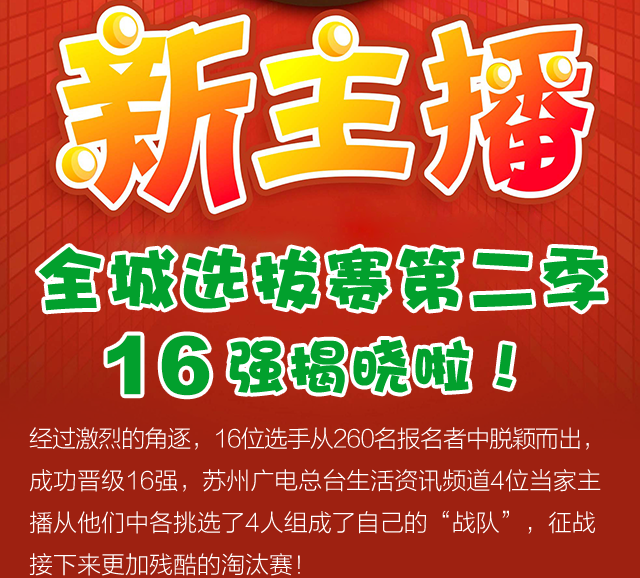 新主播
全城选拔赛第二季
16强揭晓啦！
经过激烈的角逐，16位选手从260名报名者中脱颖而出，
成功晋级16强，苏州广电总台生活资讯频道4位当家主
播从他们中各挑选了4人组成了自己的“战队”，征战
接下来更加残酷的淘汰赛！